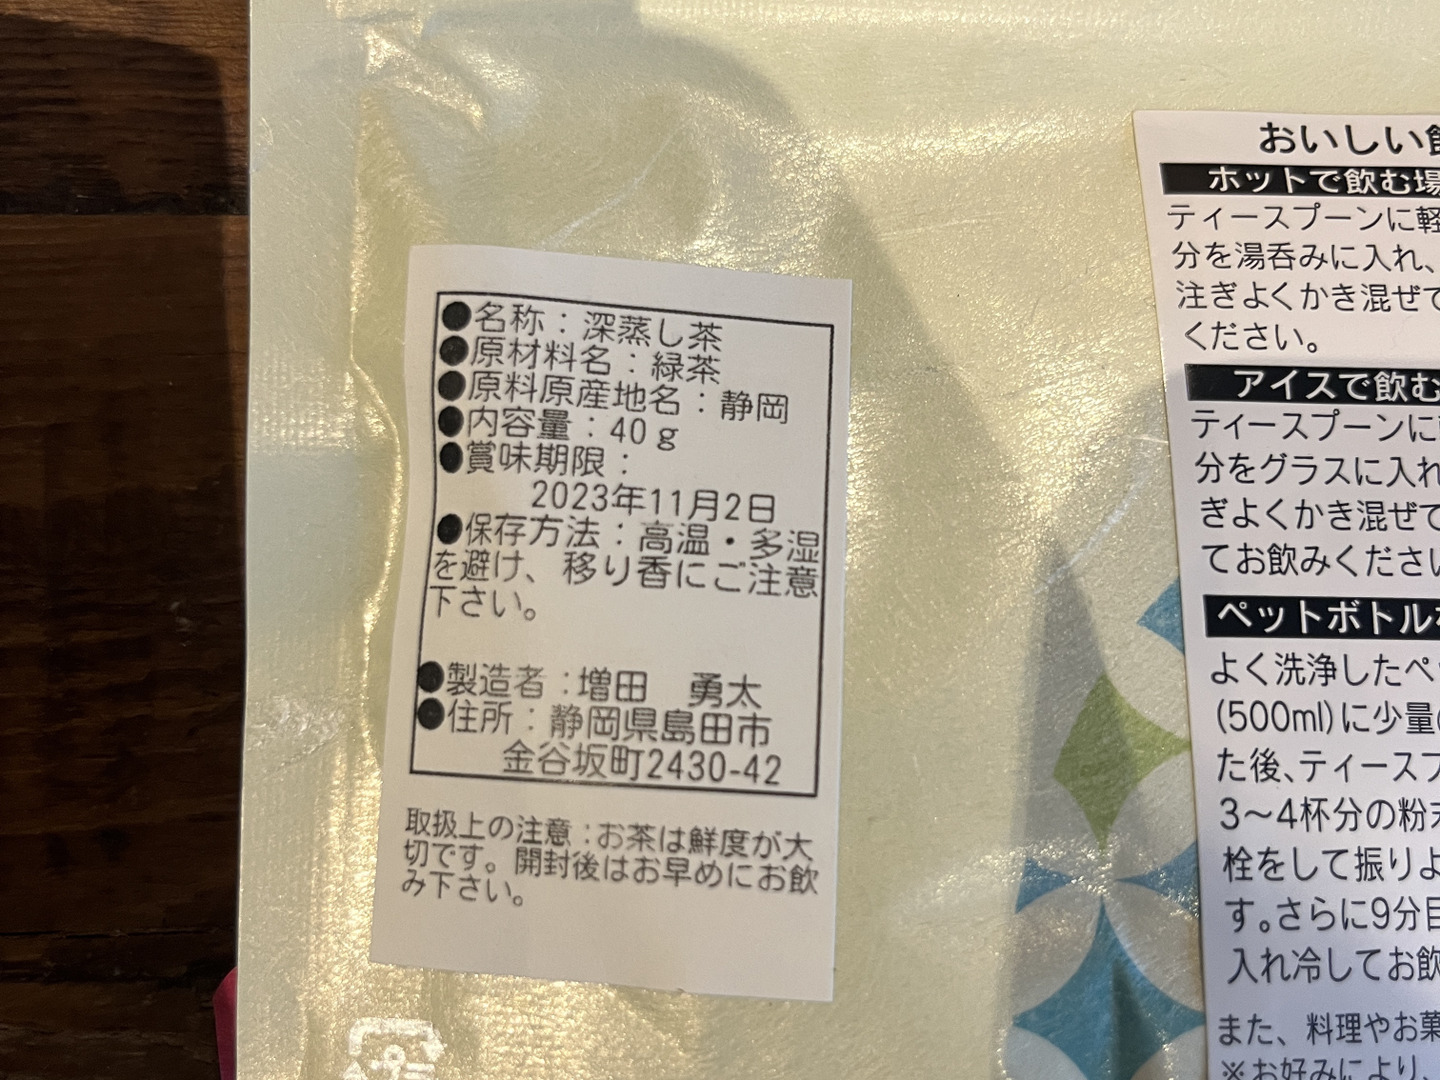 ●名称：深蒸し茶
●原材料名：緑茶
●原料原産地名：静岡
●内容量：40ｇ
●賞味期限：
2023年11月2日
●保存方法：高温・多湿
を避け、移り香にご注意
下さい。
●製造者：増田　勇太
●住所：静岡県島田市
金谷坂町2430-42
取扱上の注意：お茶は鮮度が大
切です。開封後はお早めにお飲
み下さい。
おいしい
ホットで飲む場
ティースプーンに軽
分を湯呑みに入れ、
注ぎよくかき混ぜて
ください。
アイスで飲む
ティースプーンに
分をグラスに入れ
ぎよくかき混ぜて
てお飲みください
ペットボトル
よく洗浄したペッ
(500ml)に少量
た後、ティースプ
3〜4杯分の粉末
栓をして振りよ
す。さらに9分目
入れ冷してお飲
また、料理やお菓
※お好みにより、